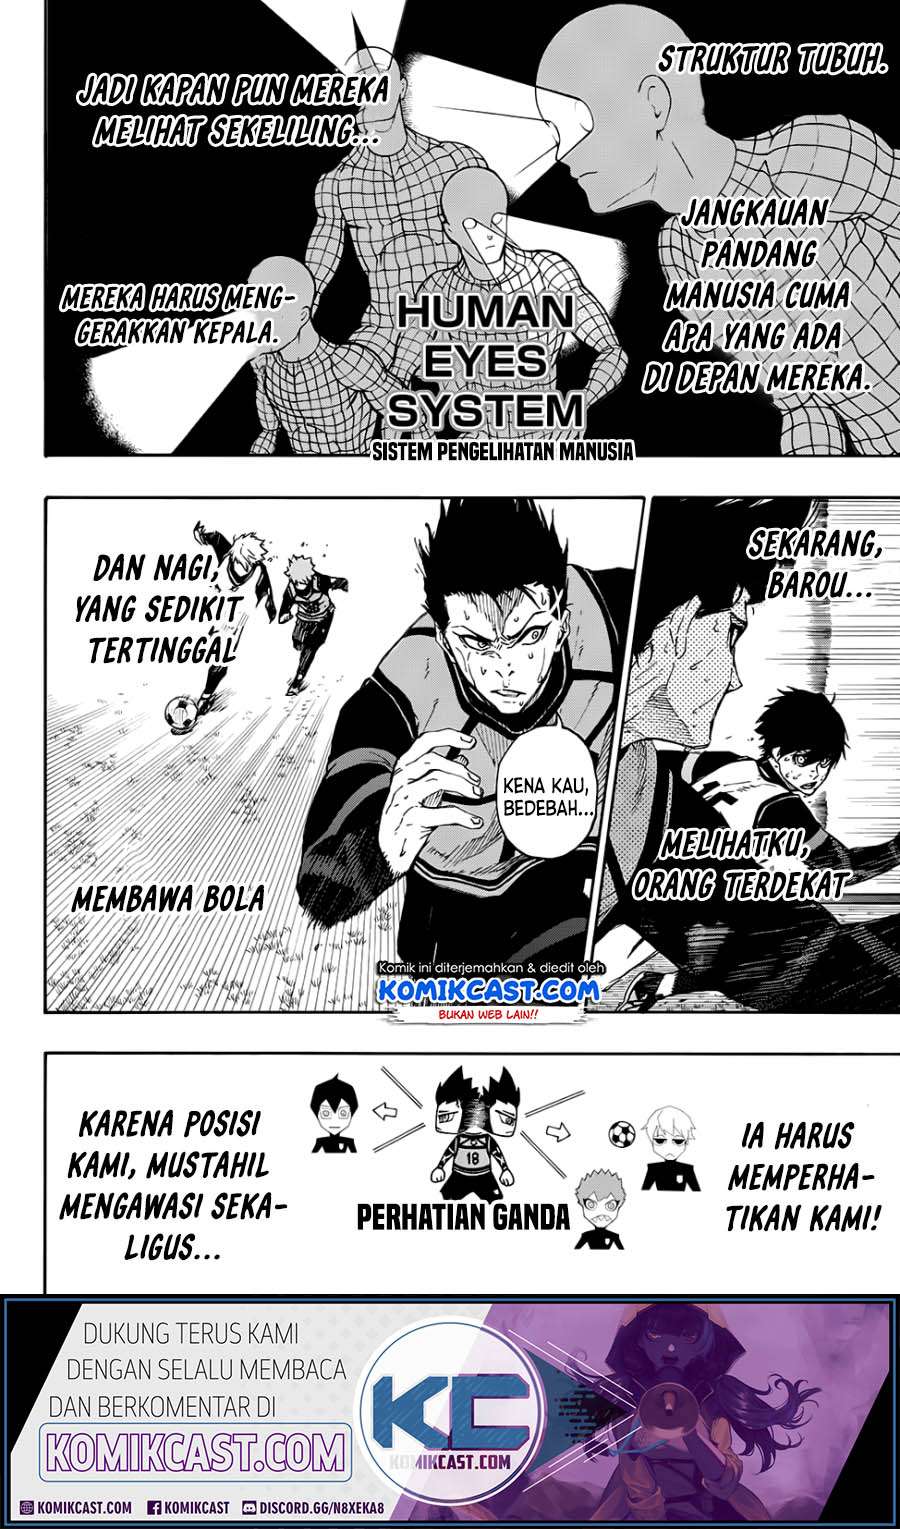 STRUKTUR TUBUH.
JANGKAUAN
PANDANG
MANUSIA CUMA
APA YANG ADA
DI DEPAN MEREKA.
JADI KAPAN PUN MEREKA
MELIHAT SEKELILING...
MEREKA HARUS MENG-
GERAKKAN KEPALA.
HUMAN
EYES
SYSTEM
SISTEM PENGELIHATAN MANUSIA
SEKARANG,
BAROU...
MELIHATKU,
ORANG TERDEKAT
KENA KAU,
BEDEBAH...
DAN NAGI,
YANG SEDIKIT
TERTINGGAL
MEMBAWA BOLA
Komik ini diterjemahkan & diedit oleh
KOMIKCAST.COM
BUKAN WEB LAIN!!
IA HARUS
MEMPERHA-
TIKAN KAMI!
18
PERHATIAN GANDA
KARENA POSISI
KAMI, MUSTAHIL
MENGAWASI SEKA-
LIGUS...
DUKUNG TERUS KAMI
DENGAN SELALU MEMBACA
DAN BERKOMENTAR DI
KOMIKCAST.COM
KOMIKCAST.COM
KOMIKCAST
DISCORD.GG/N8XEKA8
KC
KOMIKCAST.COM